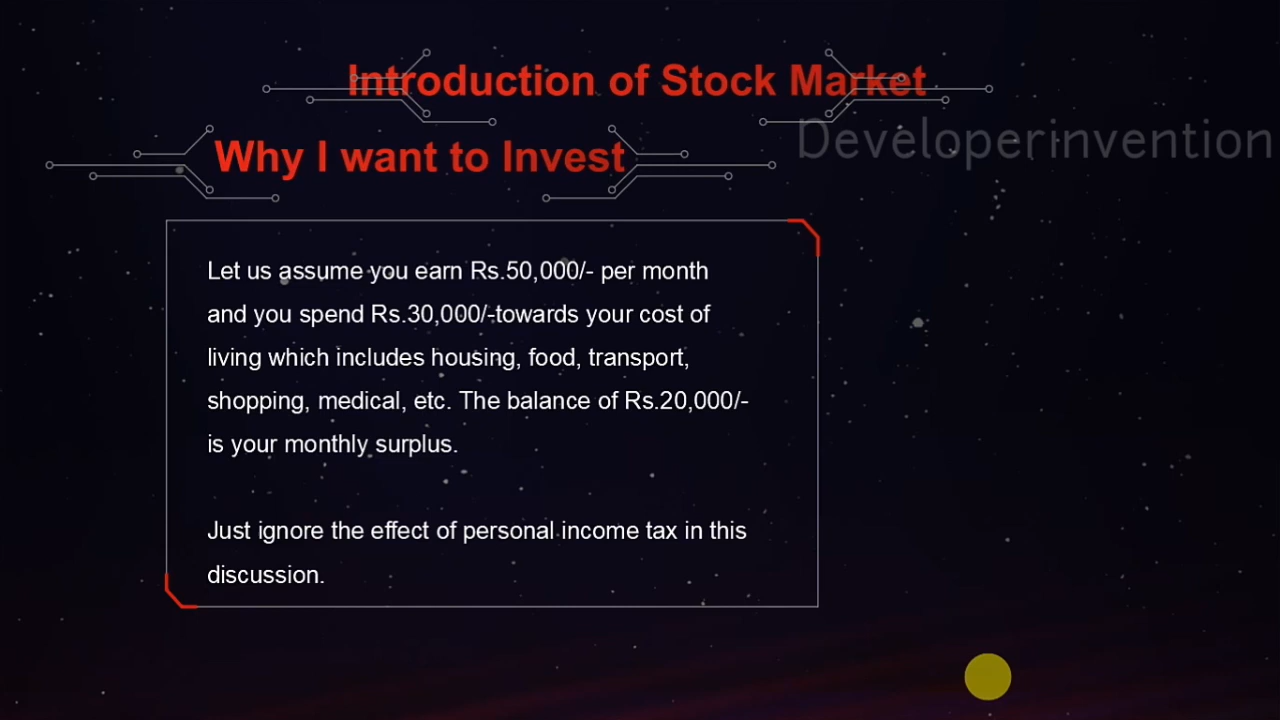 Introduction of Stock Market
Developerinvention
Why I want to Invest
Let us assume you earn Rs.50,000/- per month
and you spend Rs.30,000/-towards your cost of
living which includes housing, food, transport,
shopping, medical, etc. The balance of Rs.20,000/-
is your monthly surplus.
Just ignore the effect of personal income tax in this
discussion.